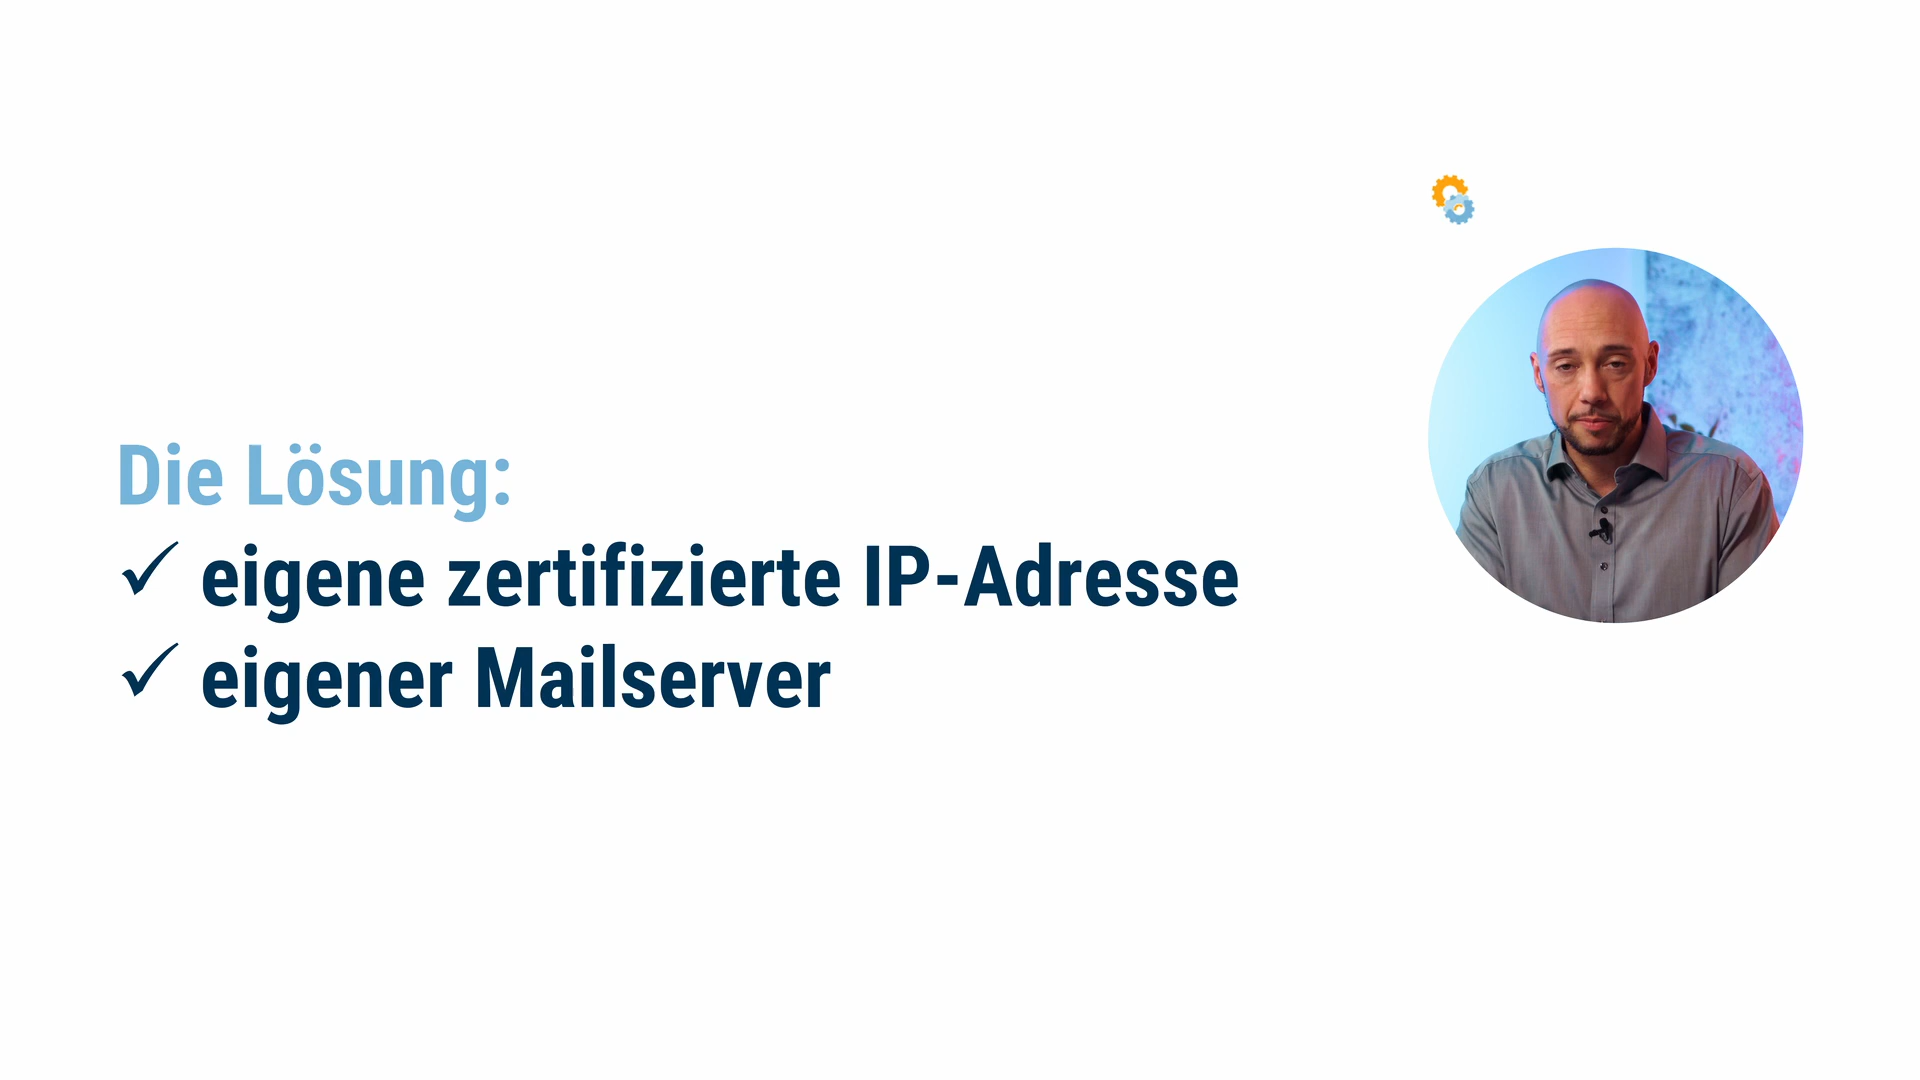 Die Lösung:
✓ eigene zertifizierte IP-Adresse
✓ eigener Mailserver